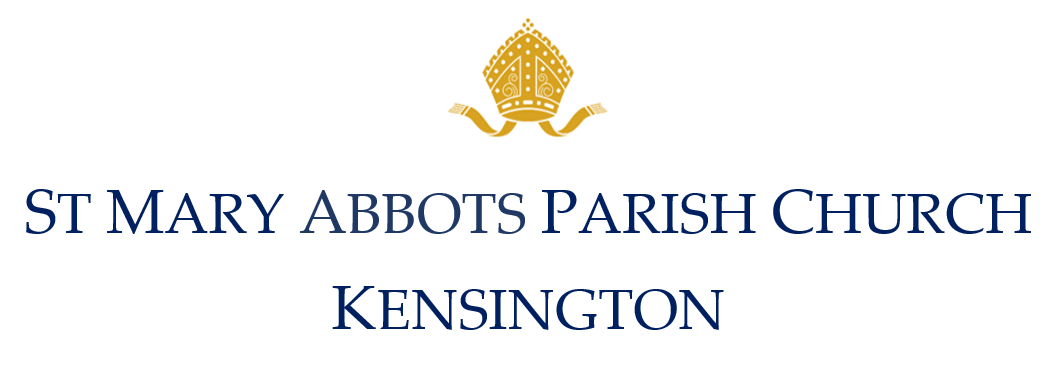 ST MARY ABBOTS PARISH CHURCH
KENSINGTON